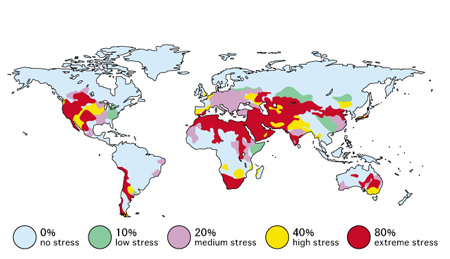 0%
no stress
10%
low stress
20%
medium stress
40%
high stress
80%
extreme stress